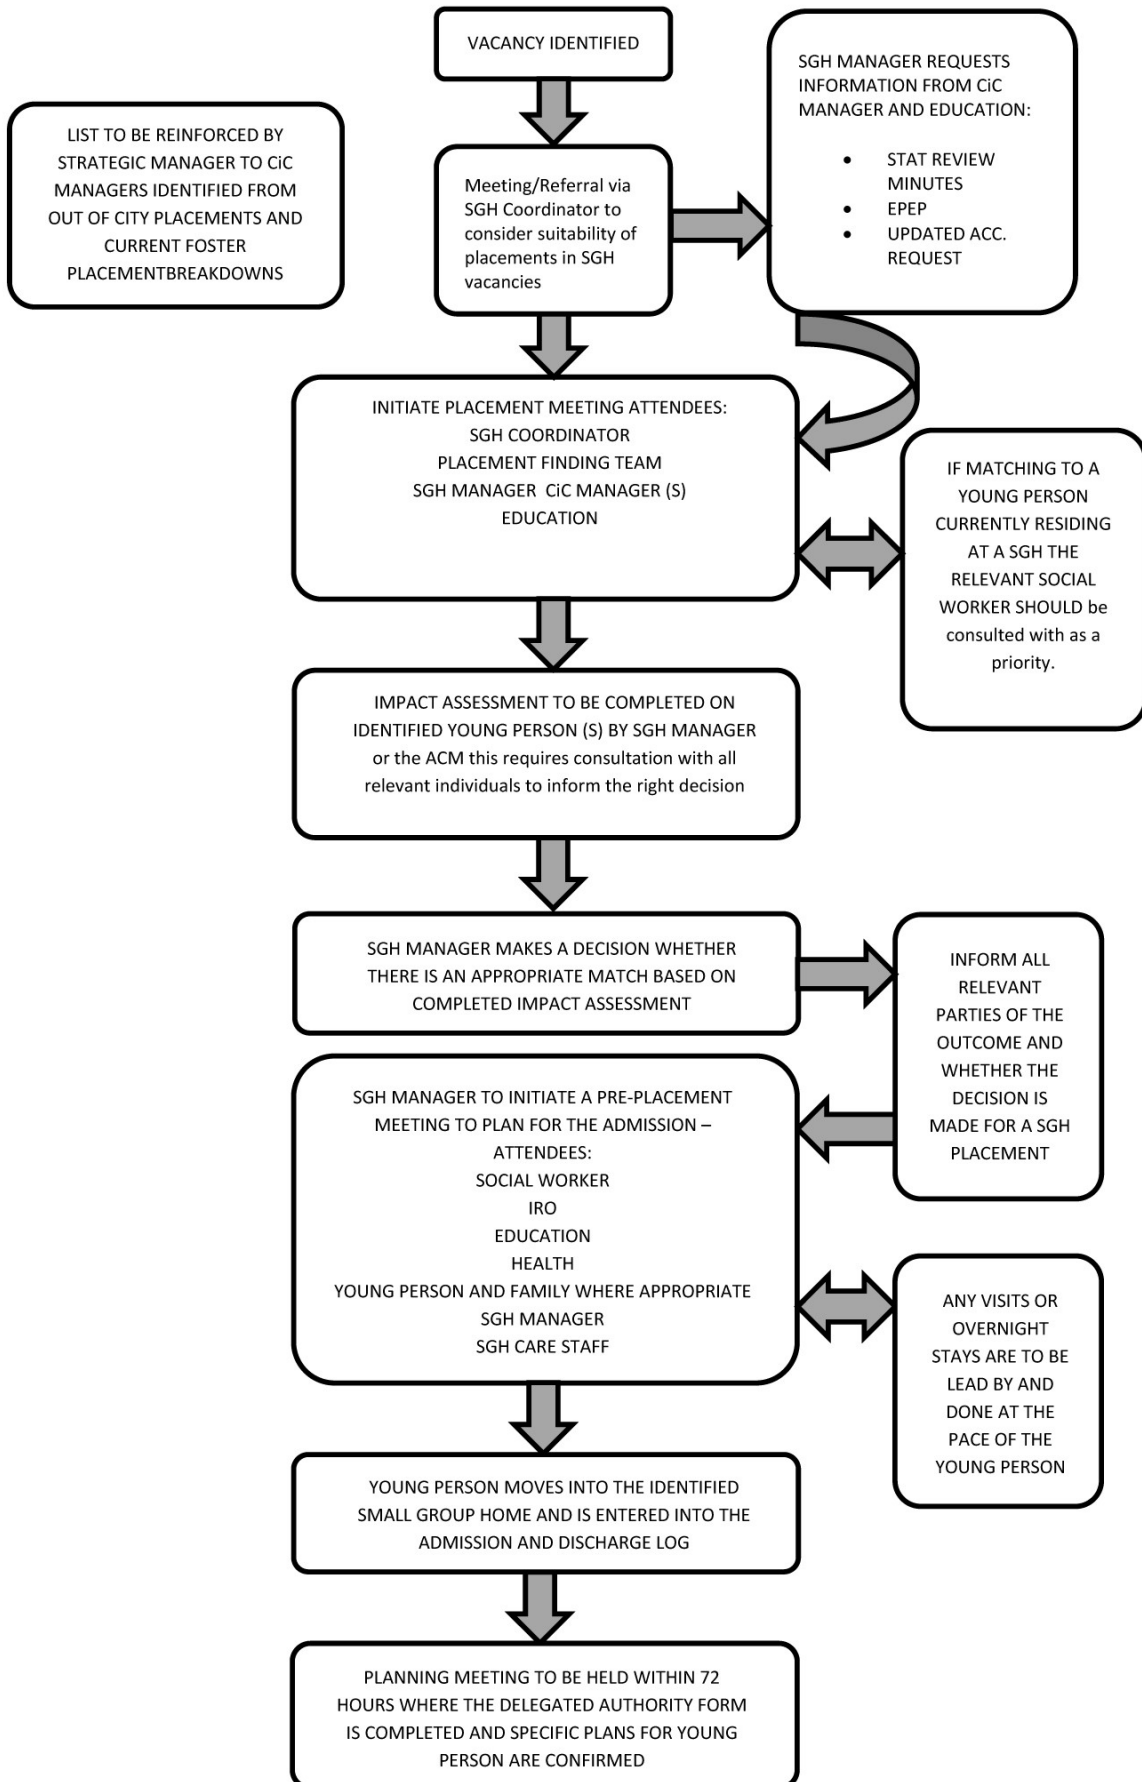 VACANCY IDENTIFIED
SGH MANAGER REQUESTS
INFORMATION FROM CiC
MANAGER AND EDUCATION:
• STAT REVIEW
MINUTES
• EPEP
• UPDATED ACC.
REQUEST
LIST TO BE REINFORCED BY
STRATEGIC MANAGER TO CiC
MANAGERS IDENTIFIED FROM
OUT OF CITY PLACEMENTS AND
CURRENT FOSTER
PLACEMENTBREAKDOWNS
Meeting/Referral via
SGH Coordinator to
consider suitability of
placements in SGH
vacancies
INITIATE PLACEMENT MEETING ATTENDEES:
SGH COORDINATOR
PLACEMENT FINDING TEAM
SGH MANAGER CiC MANAGER (S)
EDUCATION
IF MATCHING TO A
YOUNG PERSON
CURRENTLY RESIDING
AT A SGH THE
RELEVANT SOCIAL
WORKER SHOULD be
consulted with as a
priority.
IMPACT ASSESSMENT TO BE COMPLETED ON
IDENTIFIED YOUNG PERSON (S) BY SGH MANAGER
or the ACM this requires consultation with all
relevant individuals to inform the right decision
SGH MANAGER MAKES A DECISION WHETHER
THERE IS AN APPROPRIATE MATCH BASED ON
COMPLETED IMPACT ASSESSMENT
INFORM ALL
RELEVANT
PARTIES OF THE
OUTCOME AND
WHETHER THE
DECISION IS
MADE FOR A SGH
PLACEMENT
SGH MANAGER TO INITIATE A PRE-PLACEMENT
MEETING TO PLAN FOR THE ADMISSION –
ATTENDEES:
SOCIAL WORKER
IRO
EDUCATION
HEALTH
YOUNG PERSON AND FAMILY WHERE APPROPRIATE
SGH MANAGER
SGH CARE STAFF
ANY VISITS OR
OVERNIGHT
STAYS ARE TO BE
LEAD BY AND
DONE AT THE
PACE OF THE
YOUNG PERSON
YOUNG PERSON MOVES INTO THE IDENTIFIED
SMALL GROUP HOME AND IS ENTERED INTO THE
ADMISSION AND DISCHARGE LOG
PLANNING MEETING TO BE HELD WITHIN 72
HOURS WHERE THE DELEGATED AUTHORITY FORM
IS COMPLETED AND SPECIFIC PLANS FOR YOUNG
PERSON ARE CONFIRMED